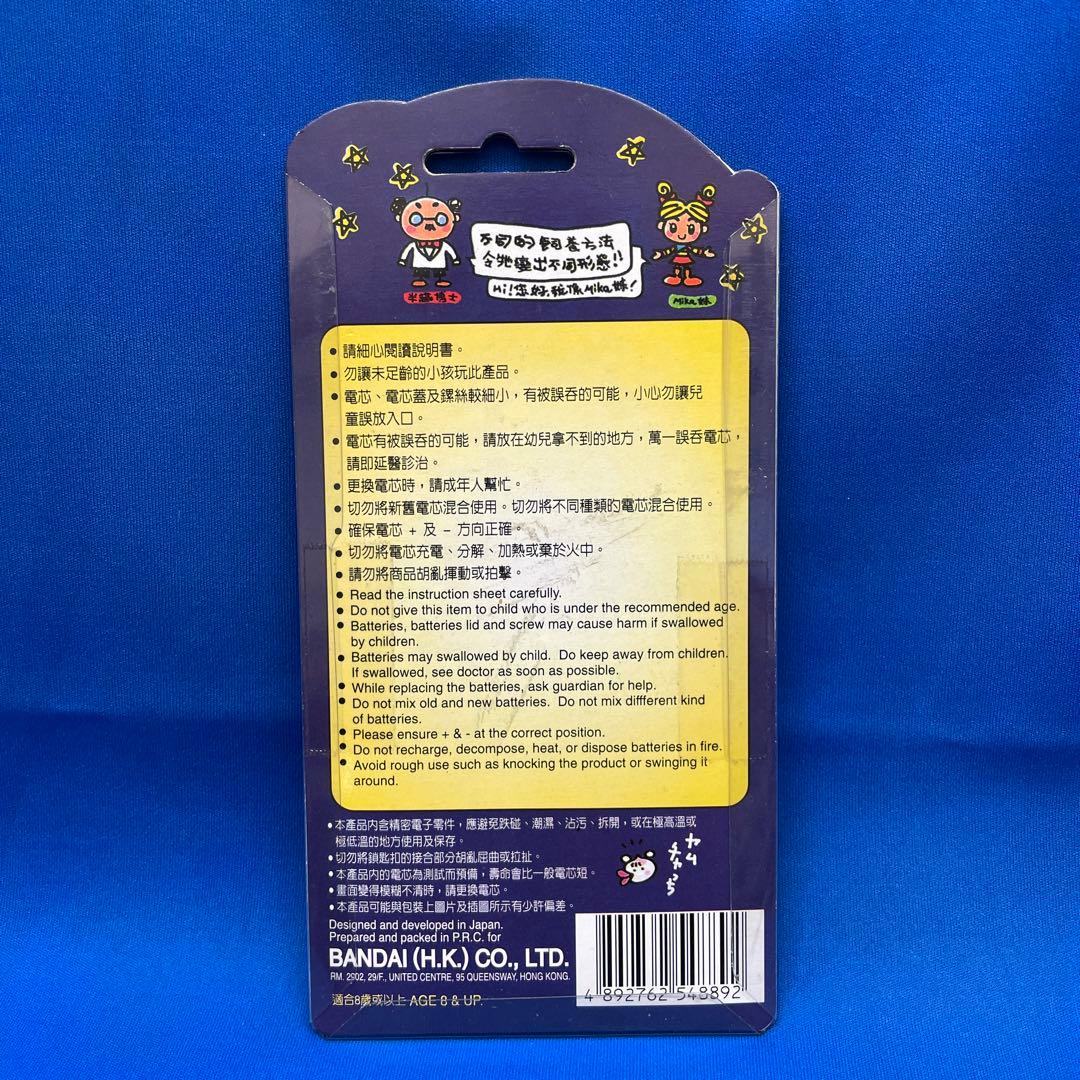 不同的飼養方法
令牠變出不同形態!!
Hi!您好,我係Mika妹!
Mika妹
• 請細心閱讀說明書。
• 勿讓未足齡的小孩玩此產品。
• 電芯、電芯蓋及鏍絲較細小,有被誤吞的可能,小心勿讓兒
童誤放入口。
• 電芯有被誤吞的可能,請放在幼兒拿不到的地方,萬一誤吞電芯,
請即延醫診治。
• 更換電芯時,請成年人幫忙。
• 切勿將新舊電芯混合使用。切勿將不同種類的電芯混合使用。
• 確保電芯 + 及 - 方向正確。
• 切勿將電芯充電、分解、加熱或棄於火中。
• 請勿將商品胡亂揮動或拍擊。
• Read the instruction sheet carefully.
• Do not give this item to child who is under the recommended age.
• Batteries, batteries lid and screw may cause harm if swallowed
by children.
• Batteries may swallowed by child. Do keep away from children.
If swallowed, see doctor as soon as possible.
• While replacing the batteries, ask guardian for help.
• Do not mix old and new batteries. Do not mix diffferent kind
of batteries.
• Please ensure + & - at the correct position.
• Do not recharge, decompose, heat, or dispose batteries in fire.
• Avoid rough use such as knocking the product or swinging it
around.
• 本產品內含精密電子零件,應避免跌碰、潮濕、沾污、拆開,或在極高溫或
極低溫的地方使用及保存。
• 切勿將鎖匙扣的接合部分胡亂屈曲或拉扯。
• 本產品內的電芯為測試而預備,壽命會比一般電芯短。
• 畫面變得模糊不清時,請更換電芯。
• 本產品可能與包裝上圖片及插圖所示有少許偏差。
Designed and developed in Japan.
Prepared and packed in P.R.C. for
BANDAI (H.K.) CO., LTD.
RM. 2902, 29/F., UNITED CENTRE, 95 QUEENSWAY, HONG KONG.
適合8歲或以上 AGE 8 & UP.
4 892762 548892